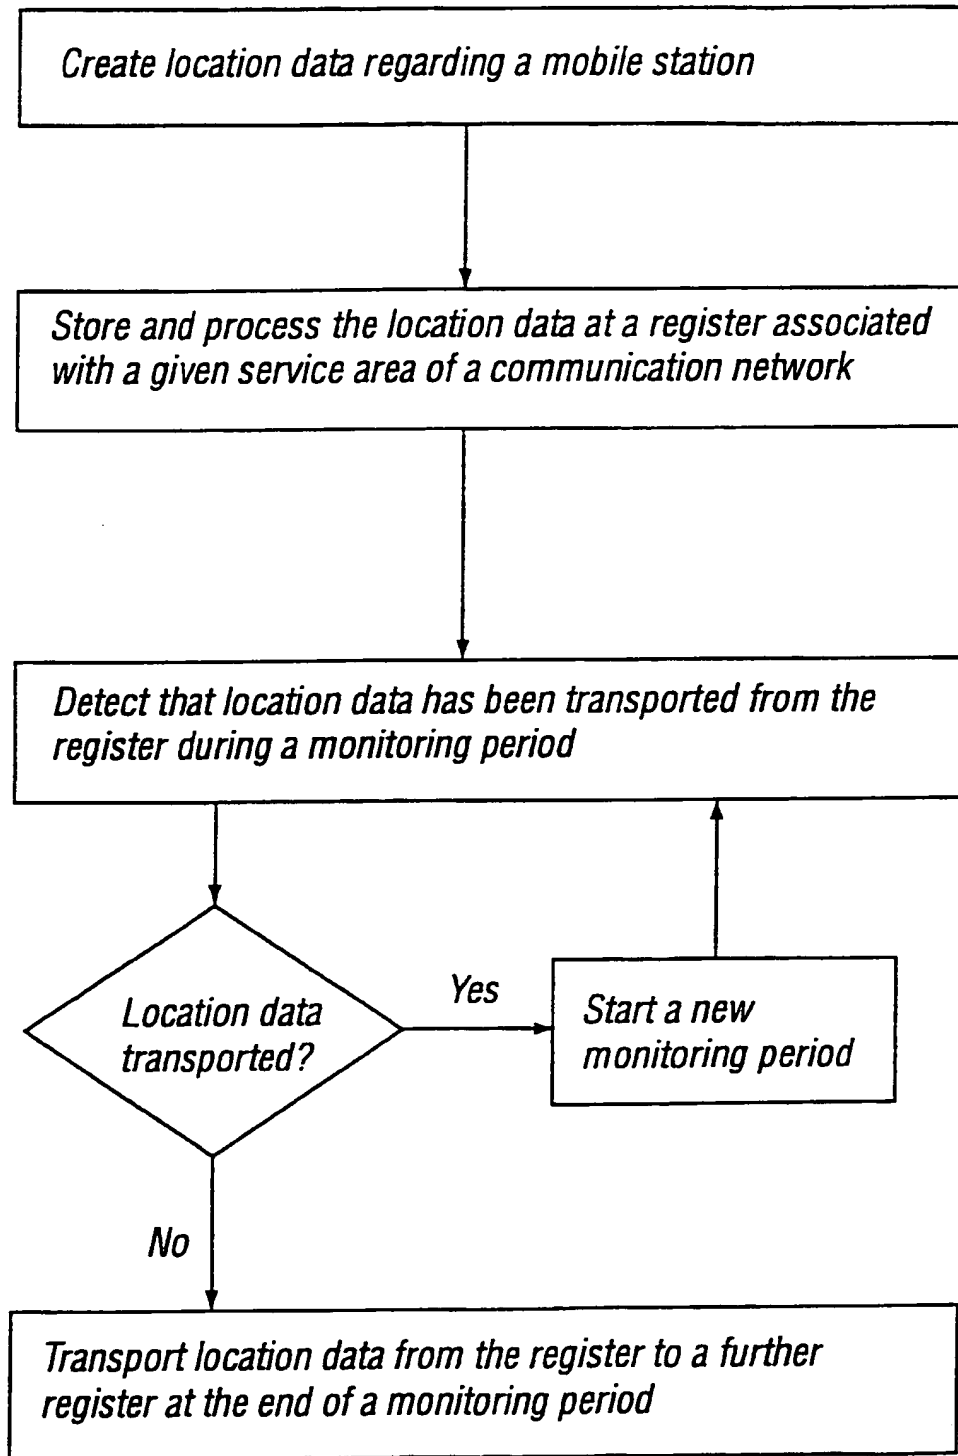 Create location data regarding a mobile station
Store and process the location data at a register associated
with a given service area of a communication network
Detect that location data has been transported from the
register during a monitoring period
Location data
transported?
Yes
Start a new
monitoring period
No
Transport location data from the register to a further
register at the end of a monitoring period